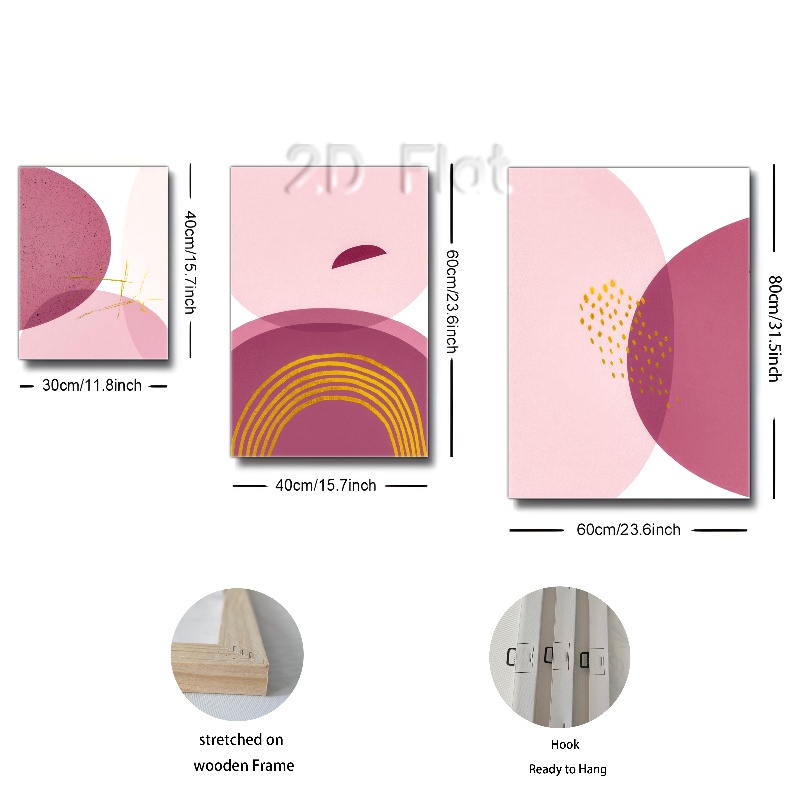 2D Flat
40cm/15.7inch
30cm/11.8inch
60cm/23.6inch
40cm/15.7inch
80cm/31.5inch
60cm/23.6inch
stretched on
wooden Frame
Hook
Ready to Hang